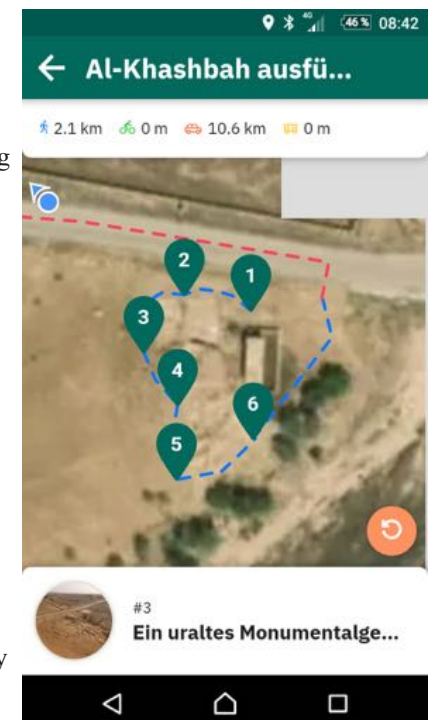 4G 46% 08:42
Al-Khashbah ausfü...
2.1 km 0 m 10.6 km 0 m
g
2
1
3
4
6
5
#3
Ein uraltes Monumentalge...
y